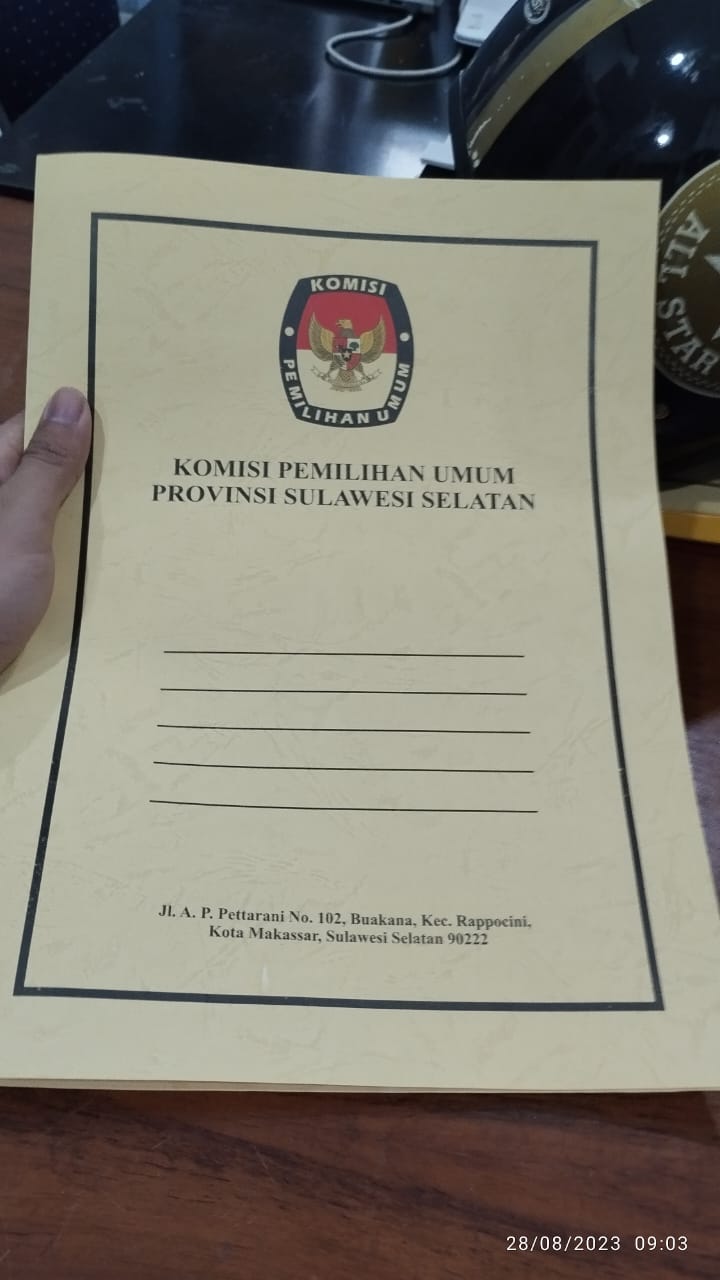 KOMISI
PEMILIHAN UMUM
KOMISI PEMILIHAN UMUM
PROVINSI SULAWESI SELATAN
Jl. A. P. Pettarani No. 102, Buakana, Kec. Rappocini,
Kota Makassar, Sulawesi Selatan 90222
ALL STAR
28/08/2023 09:03